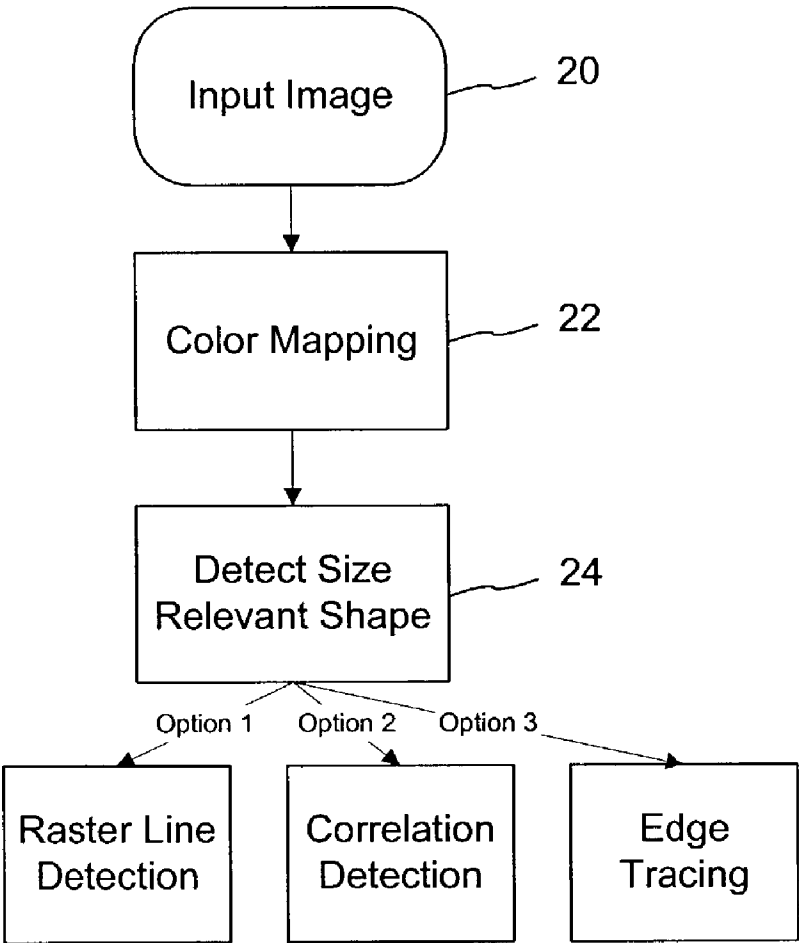 Input Image
20
Color Mapping
22
Detect Size
Relevant Shape
24
Option 1
Option 2
Option 3
Raster Line
Detection
Correlation
Detection
Edge
Tracing